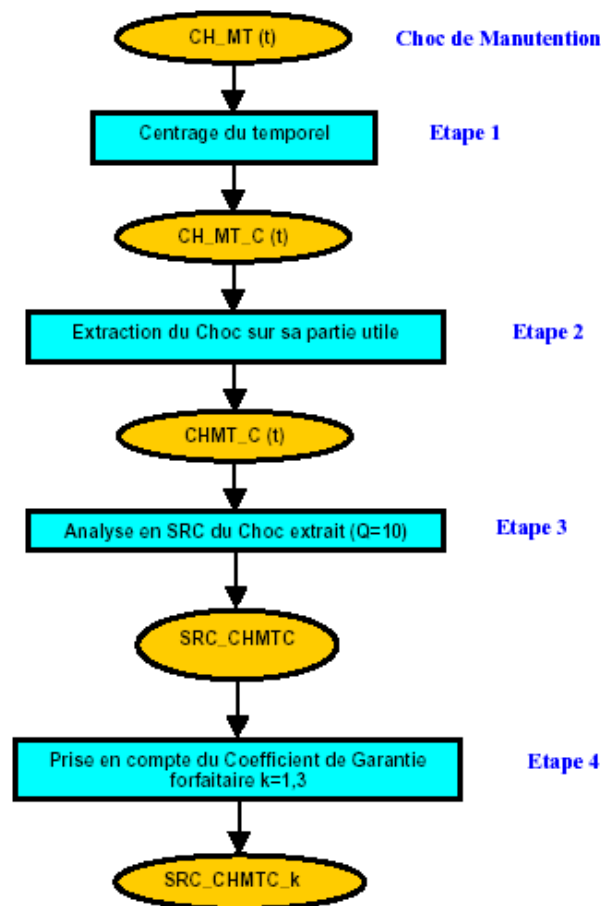 CH_MT (t)
Choc de Manutention
Centrage du temporel
Etape 1
CH_MT_C (t)
Extraction du Choc sur sa partie utile
Etape 2
CHMT_C (t)
Analyse en SRC du Choc extrait (Q=10)
Etape 3
SRC_CHMTC
Prise en compte du Coefficient de Garantie
forfaitaire k=1,3
Etape 4
SRC_CHMTC_k